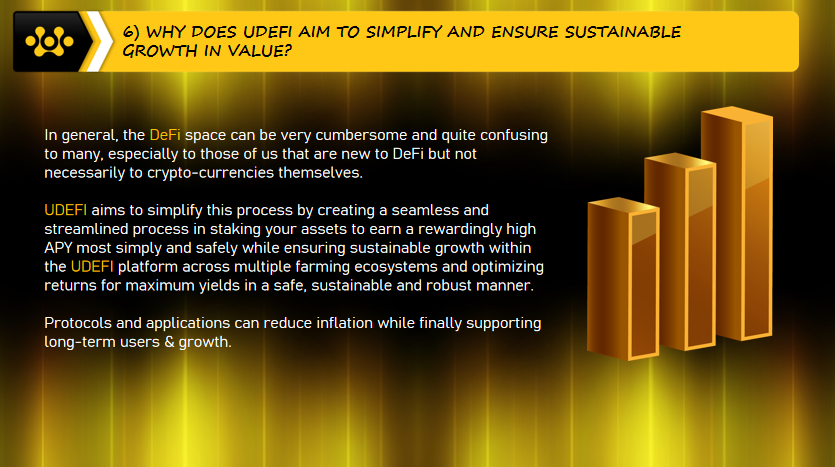 6) WHY DOES UDEFI AIM TO SIMPLIFY AND ENSURE SUSTAINABLE
GROWTH IN VALUE?
In general, the DeFi space can be very cumbersome and quite confusing
to many, especially to those of us that are new to DeFi but not
necessarily to crypto-currencies themselves.
UDEFI aims to simplify this process by creating a seamless and
streamlined process in staking your assets to earn a rewardingly high
APY most simply and safely while ensuring sustainable growth within
the UDEFI platform across multiple farming ecosystems and optimizing
returns for maximum yields in a safe, sustainable and robust manner.
Protocols and applications can reduce inflation while finally supporting
long-term users & growth.